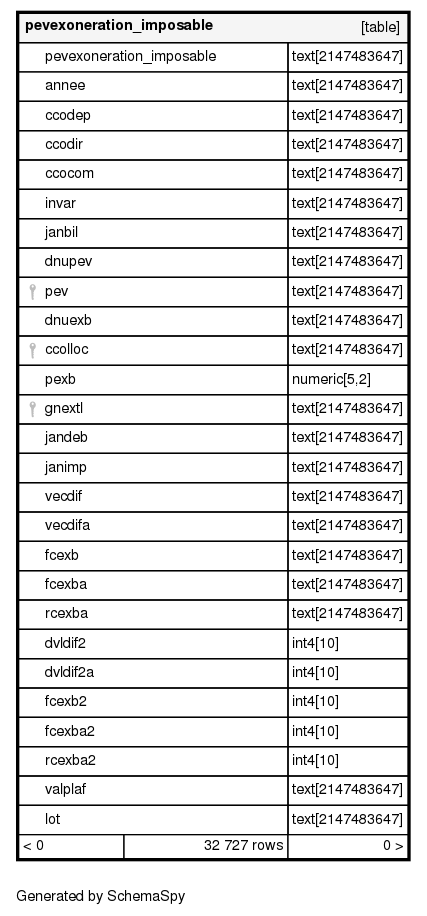 pevexoneration_imposable [table]
pevexoneration_imposable text[2147483647]
annee text[2147483647]
ccodep text[2147483647]
ccodir text[2147483647]
ccocom text[2147483647]
invar text[2147483647]
janbil text[2147483647]
dnupev text[2147483647]
pev text[2147483647]
dnuexb text[2147483647]
ccolloc text[2147483647]
pexb numeric[5,2]
gnextl text[2147483647]
jandeb text[2147483647]
janimp text[2147483647]
vecdif text[2147483647]
vecdifa text[2147483647]
fcexb text[2147483647]
fcexba text[2147483647]
rcexba text[2147483647]
dvldif2 int4[10]
dvldif2a int4[10]
fcexb2 int4[10]
fcexba2 int4[10]
rcexba2 int4[10]
valplaf text[2147483647]
lot text[2147483647]
< 0 32 727 rows 0 >
Generated by SchemaSpy